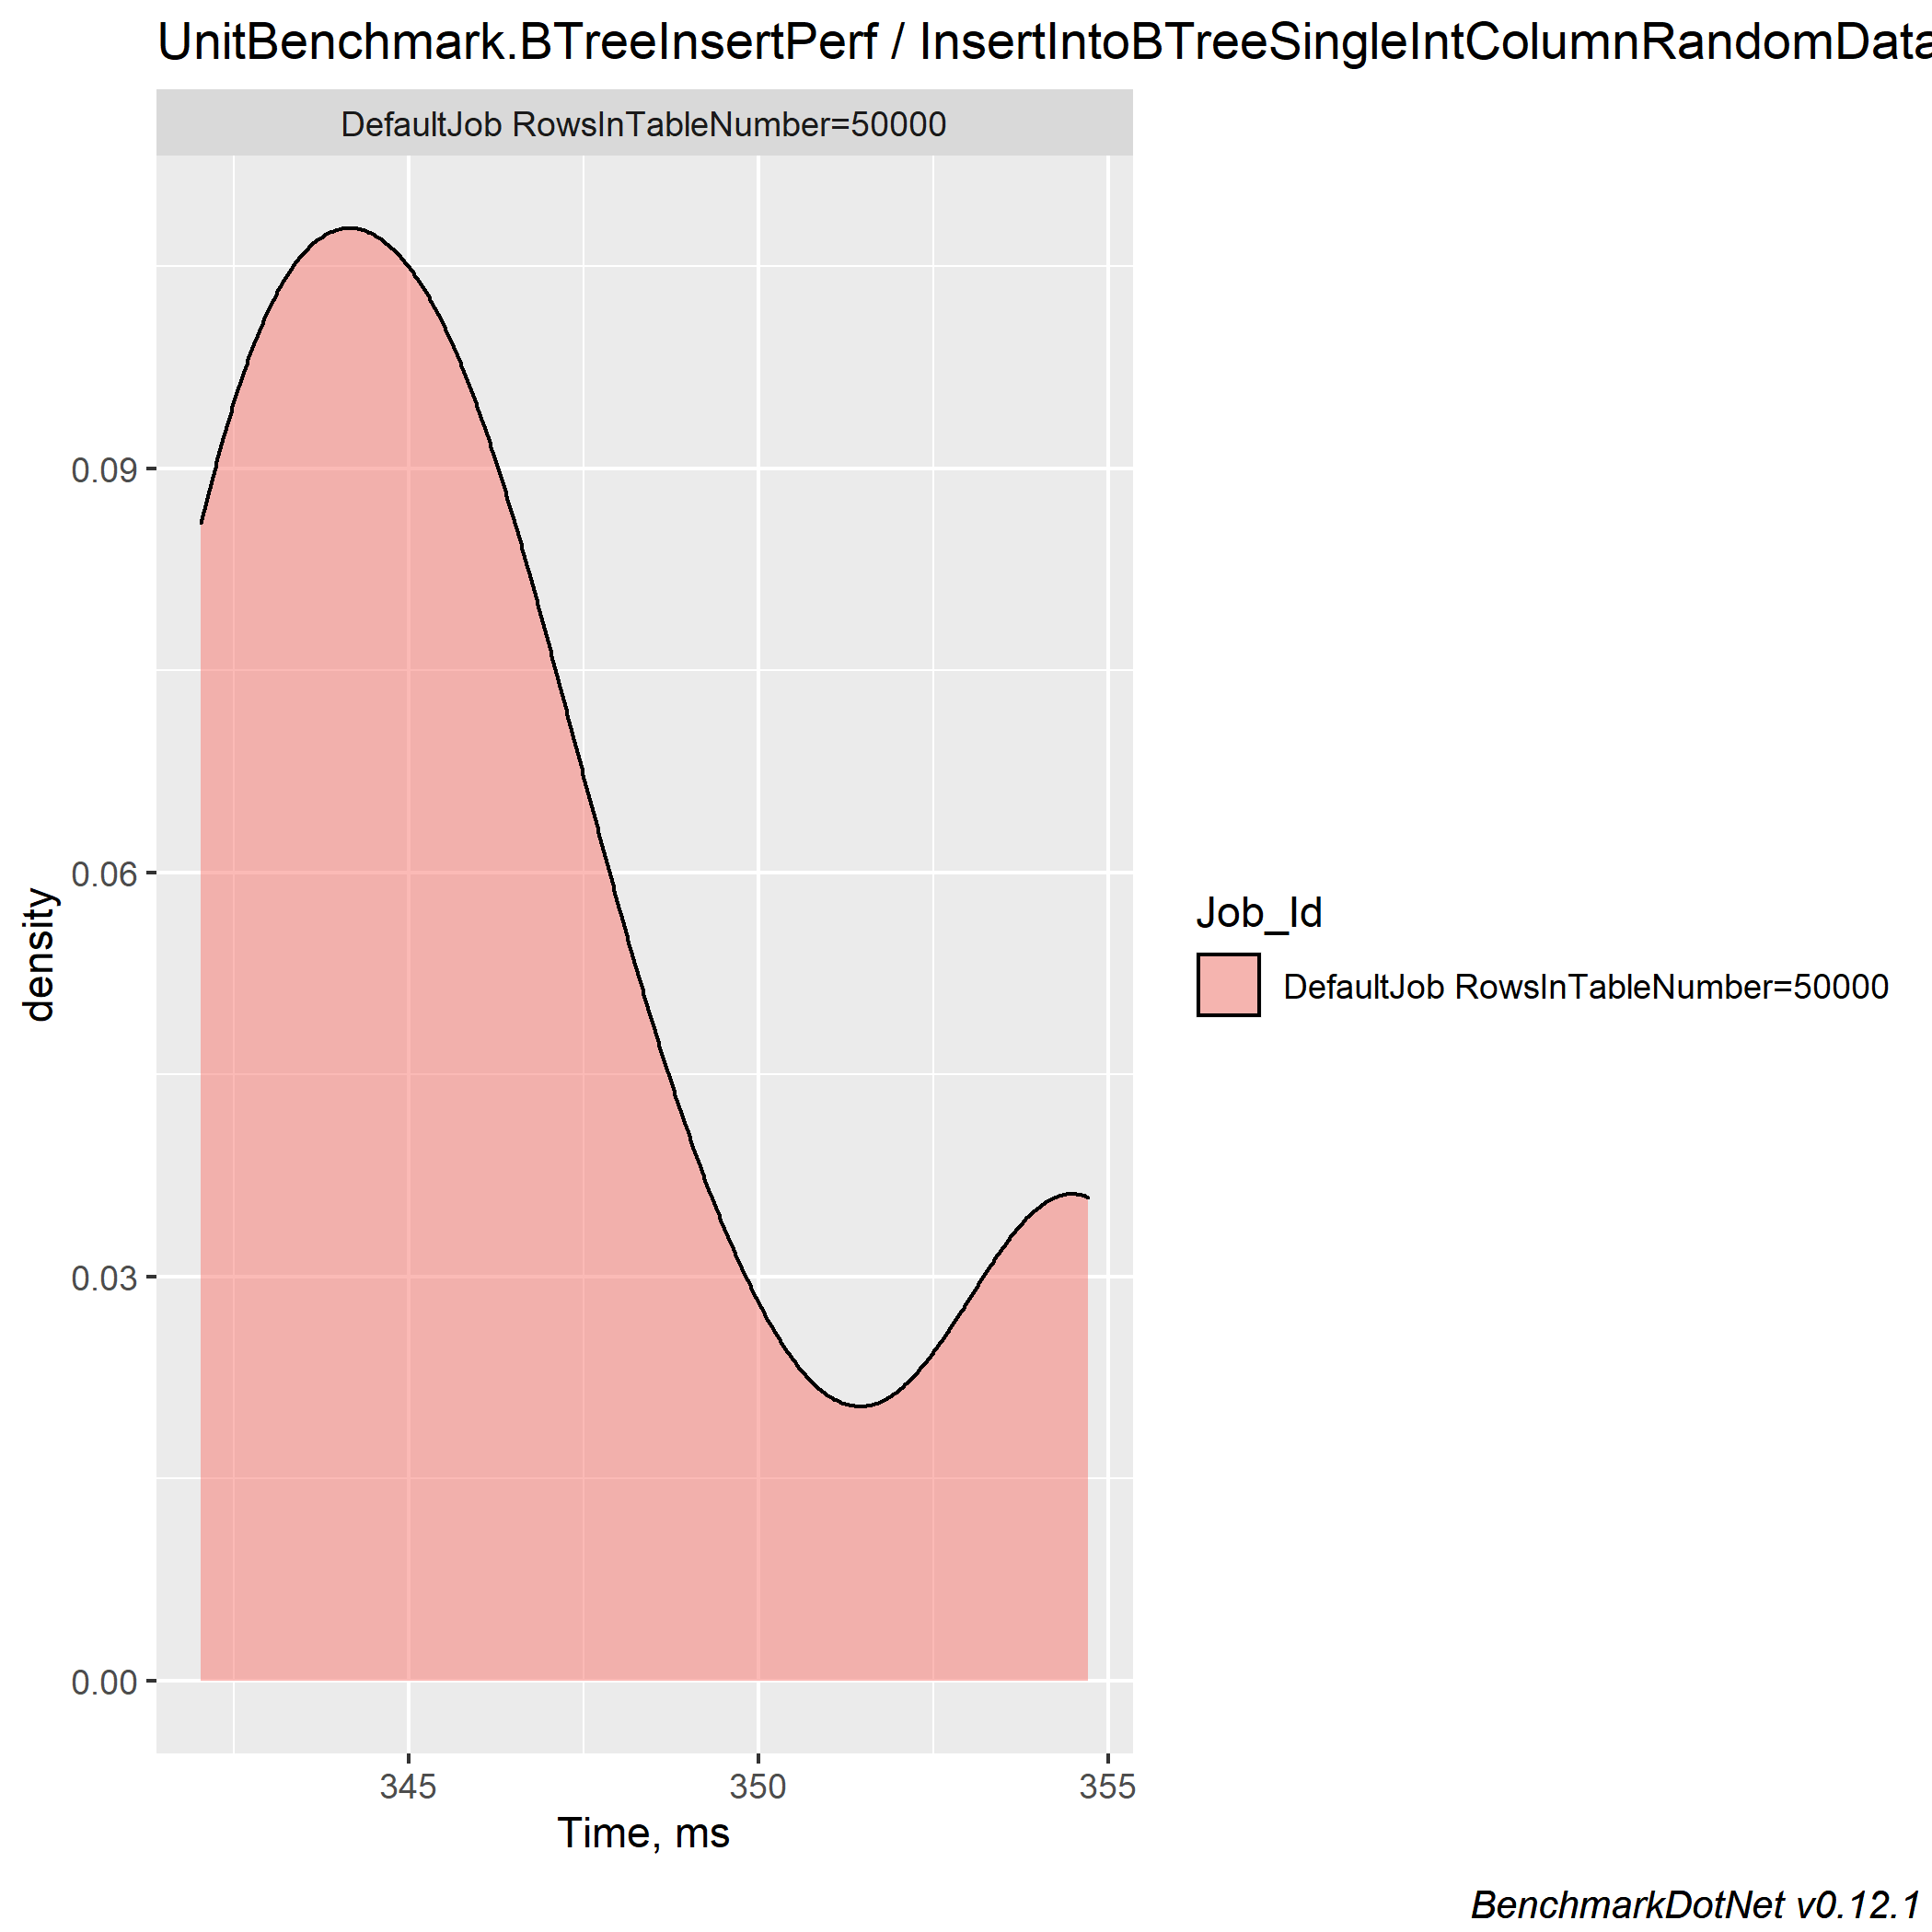 UnitBenchmark.BTreeInsertPerf / InsertIntoBTreeSingleIntColumnRandomData
DefaultJob RowsInTableNumber=50000
0.09
0.06
0.03
0.00
density
345 350 355
Time, ms
Job_Id
DefaultJob RowsInTableNumber=50000
BenchmarkDotNet v0.12.1